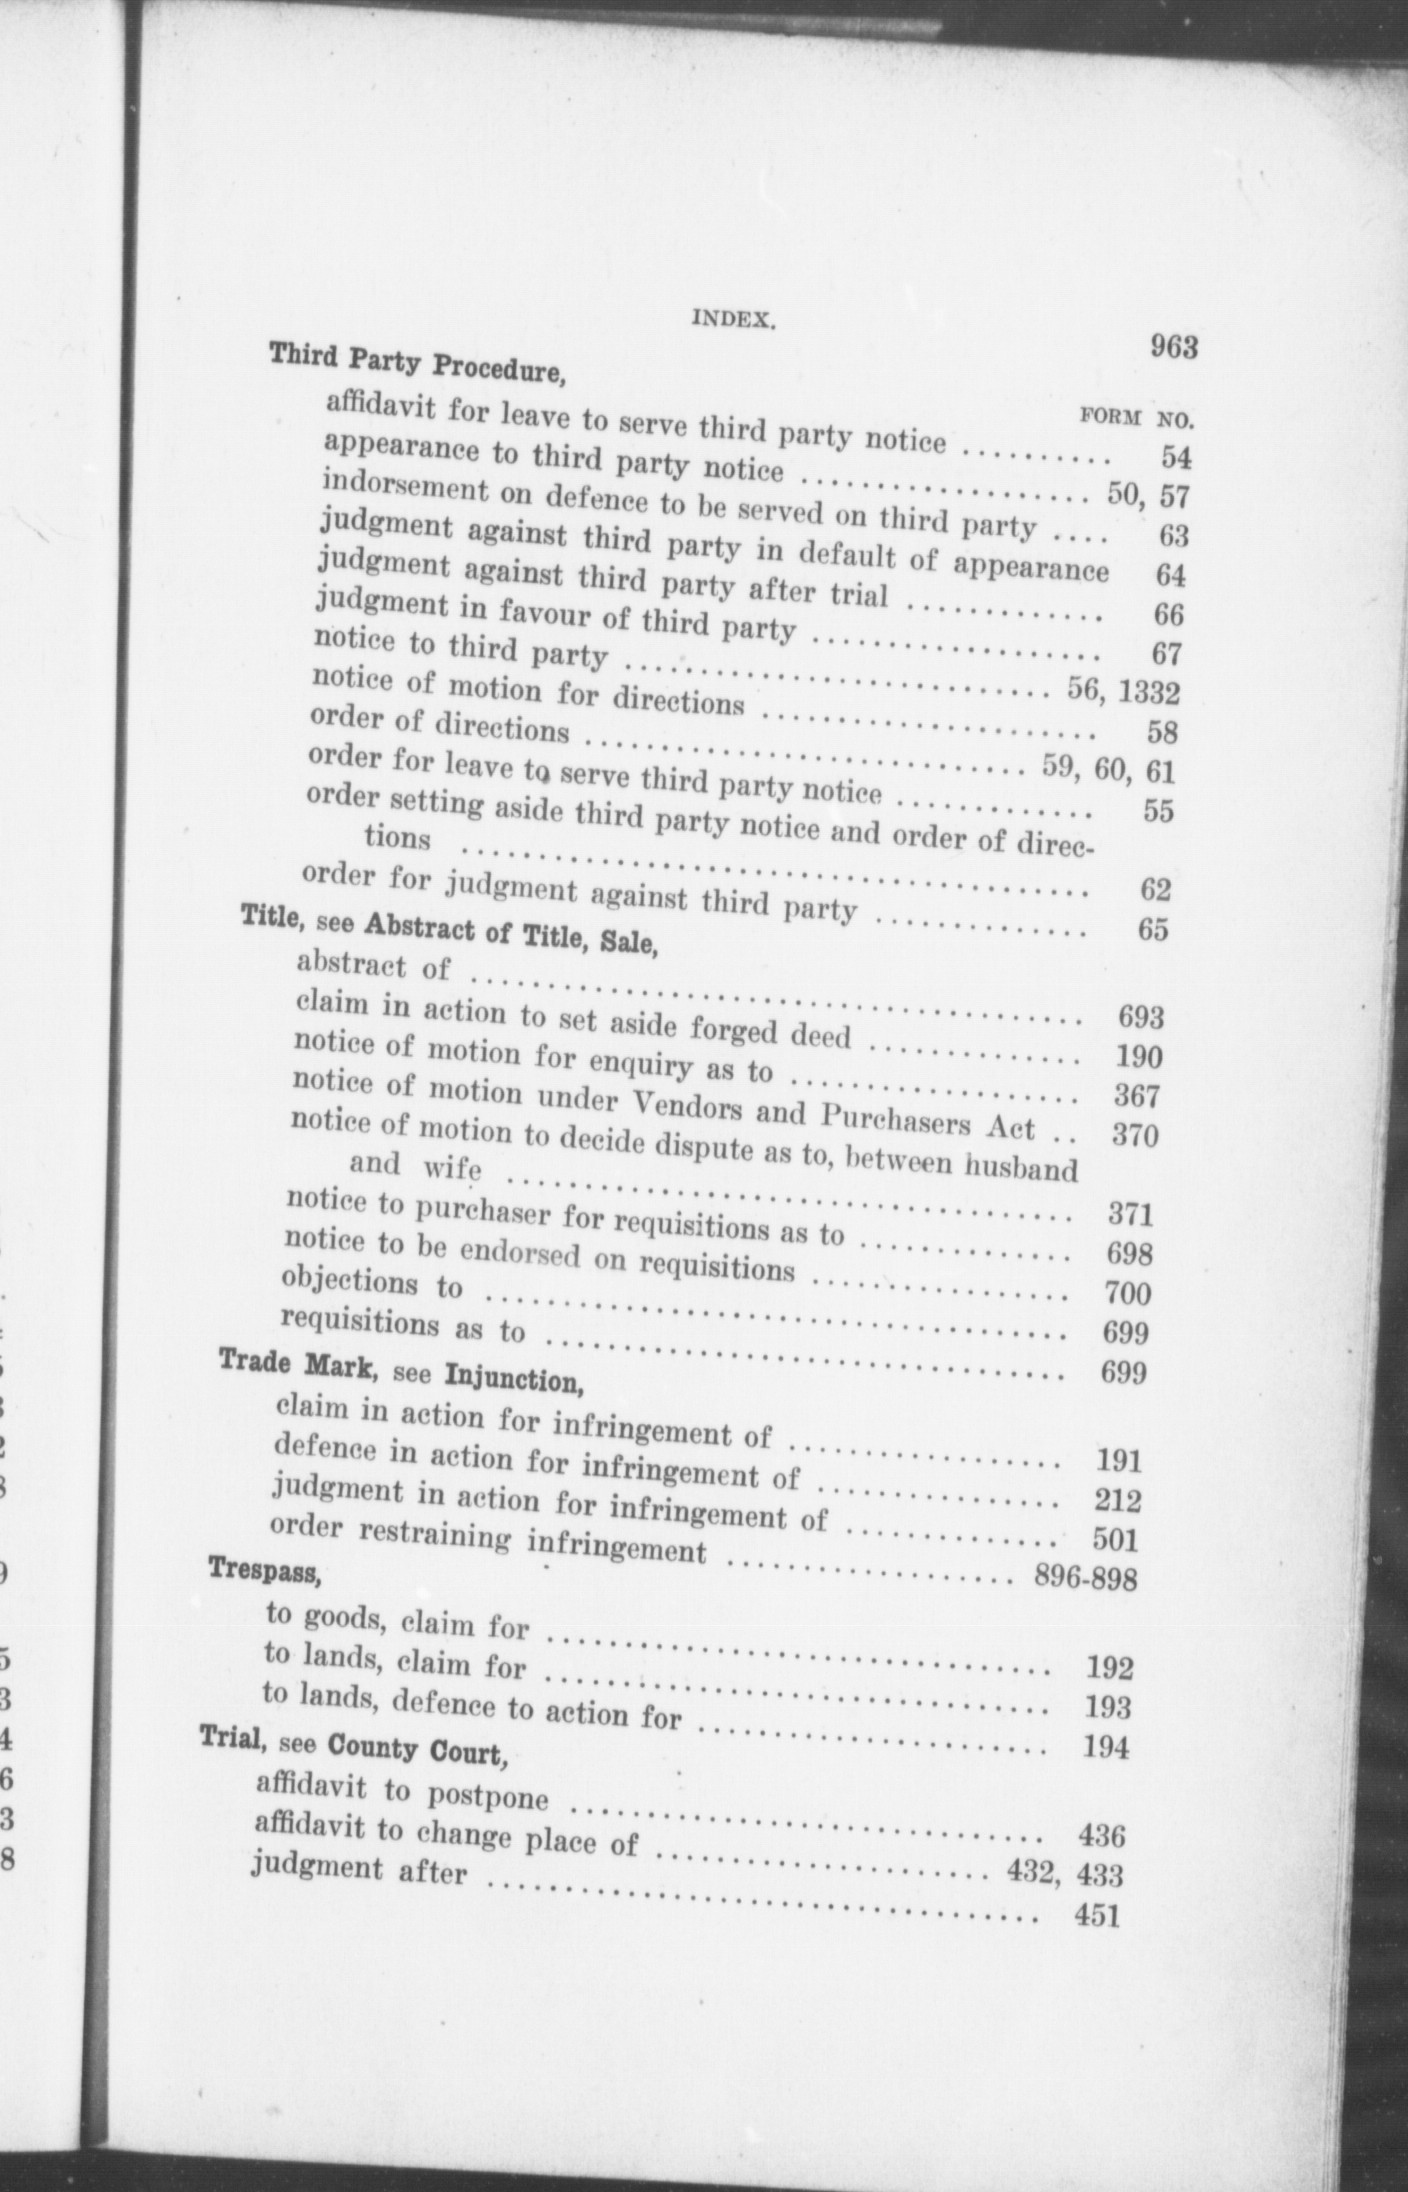 INDEX. 963
Third Party Procedure,
FORM NO.
affidavit for leave to serve third party notice .......... 54
appearance to third party notice ................... 50, 57
indorsement on defence to be served on third party .... 63
judgment against third party in default of appearance 64
judgment against third party after trial ............. 66
judgment in favour of third party ................... 67
notice to third party ............................ 56, 1332
notice of motion for directions ...................... 58
order of directions ............................. 59, 60, 61
order for leave to serve third party notice ............. 55
order setting aside third party notice and order of direc-
tions ......................................... 62
order for judgment against third party .............. 65
Title, see Abstract of Title, Sale,
abstract of ........................................ 693
claim in action to set aside forged deed .............. 190
notice of motion for enquiry as to ................... 367
notice of motion under Vendors and Purchasers Act .. 370
notice of motion to decide dispute as to, between husband
and wife ..................................... 371
notice to purchaser for requisitions as to .............. 698
notice to be endorsed on requisitions ................. 700
objections to ...................................... 699
requisitions as to .................................. 699
Trade Mark, see Injunction,
claim in action for infringement of .................. 191
defence in action for infringement of ................ 212
judgment in action for infringement of .............. 501
order restraining infringement ................... 896-898
Trespass,
to goods, claim for ................................. 192
to lands, claim for ................................. 193
to lands, defence to action for ....................... 194
Trial, see County Court,
affidavit to postpone ............................... 436
affidavit to change place of ...................... 432, 433
judgment after .................................... 451